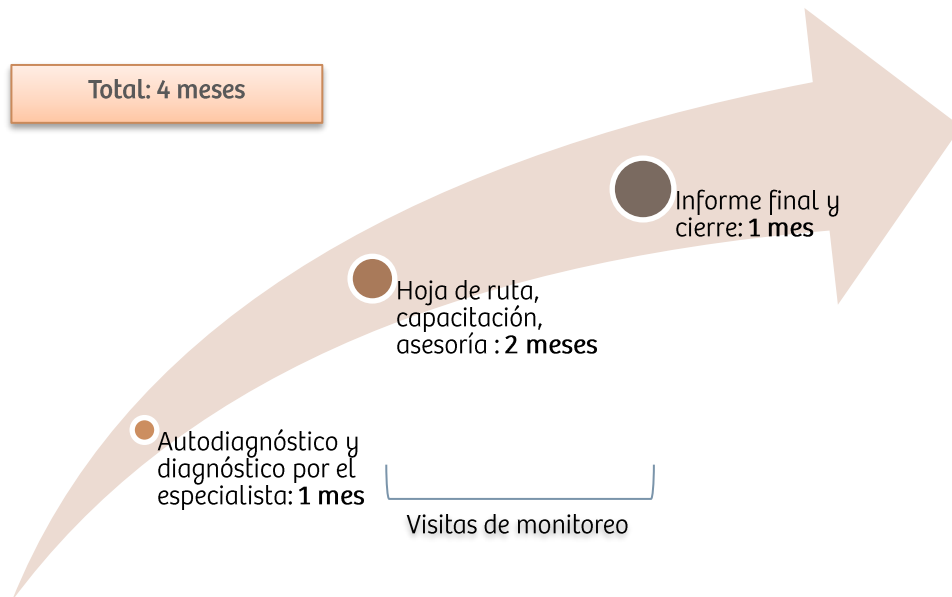 Total: 4 meses
Informe final y
cierre: 1 mes
Hoja de ruta,
capacitación,
asesoría : 2 meses
Autodiagnóstico y
diagnóstico por el
especialista: 1 mes
Visitas de monitoreo